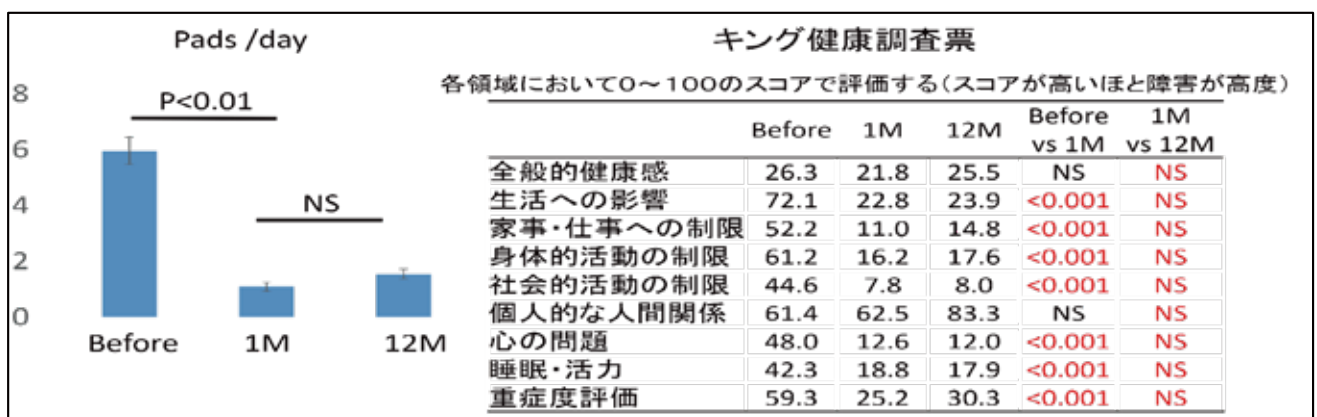 Pads /day
8
P<0.01
6
4
NS
2
0
Before 1M 12M
キング健康調査票
各領域において0～100のスコアで評価する(スコアが高いほと障害が高度)
Before 1M 12M Before vs 1M 1M vs 12M
全般的健康感 26.3 21.8 25.5 NS NS
生活への影響 72.1 22.8 23.9 <0.001 NS
家事・仕事への制限 52.2 11.0 14.8 <0.001 NS
身体的活動の制限 61.2 16.2 17.6 <0.001 NS
社会的活動の制限 44.6 7.8 8.0 <0.001 NS
個人的な人間関係 61.4 62.5 83.3 NS NS
心の問題 48.0 12.6 12.0 <0.001 NS
睡眠・活力 42.3 18.8 17.9 <0.001 NS
重症度評価 59.3 25.2 30.3 <0.001 NS